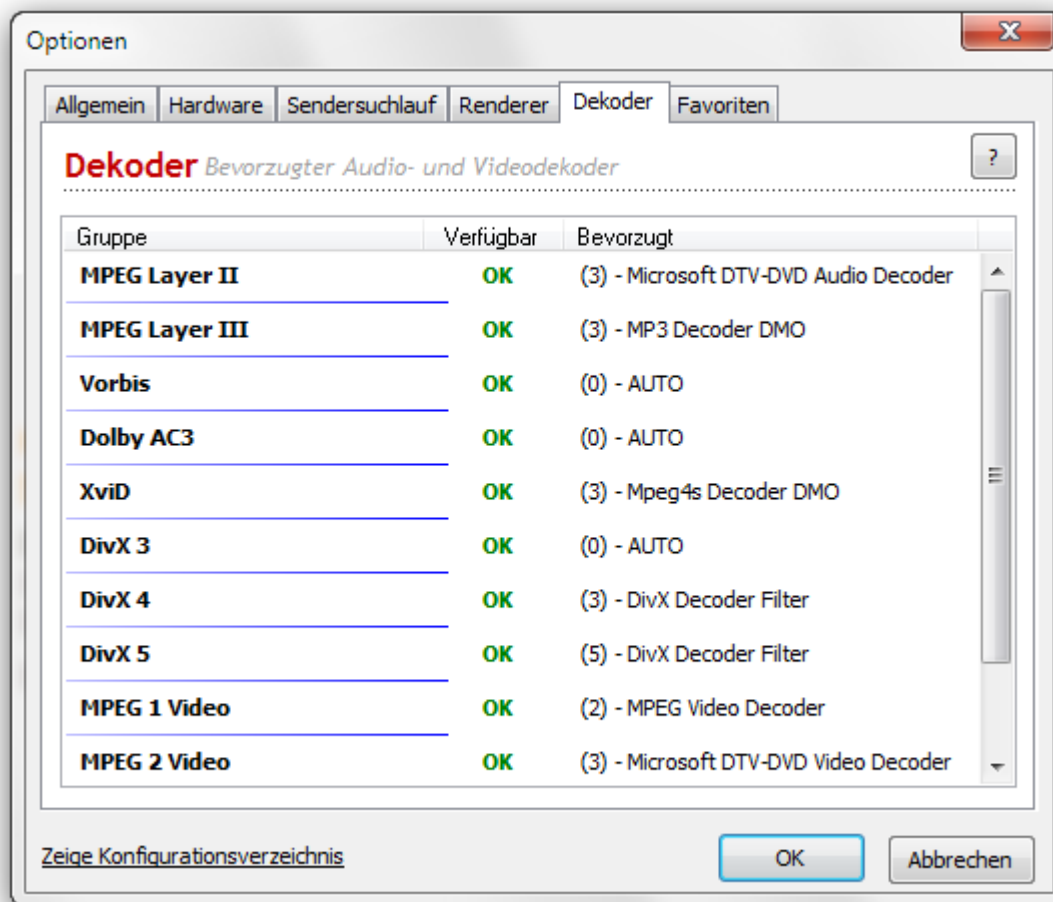 Optionen
Allgemein Hardware Sendersuchlauf Renderer Dekoder Favoriten
Dekoder Bevorzugter Audio- und Videodekoder ?
Gruppe Verfügbar Bevorzugt
MPEG Layer II OK (3) - Microsoft DTV-DVD Audio Decoder
MPEG Layer III OK (3) - MP3 Decoder DMO
Vorbis OK (0) - AUTO
Dolby AC3 OK (0) - AUTO
XviD OK (3) - Mpeg4s Decoder DMO
DivX 3 OK (0) - AUTO
DivX 4 OK (3) - DivX Decoder Filter
DivX 5 OK (5) - DivX Decoder Filter
MPEG 1 Video OK (2) - MPEG Video Decoder
MPEG 2 Video OK (3) - Microsoft DTV-DVD Video Decoder
Zeige Konfigurationsverzeichnis OK Abbrechen